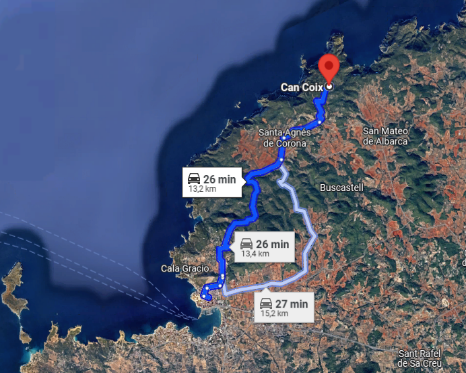 Can Coix
Santa Agnès
de Corona
San Mateo
de Albarca
26 min
13,2 km
Buscastell
26 min
13,4 km
Cala Gració
27 min
15,2 km
Sant Rafel
de Sa Creu